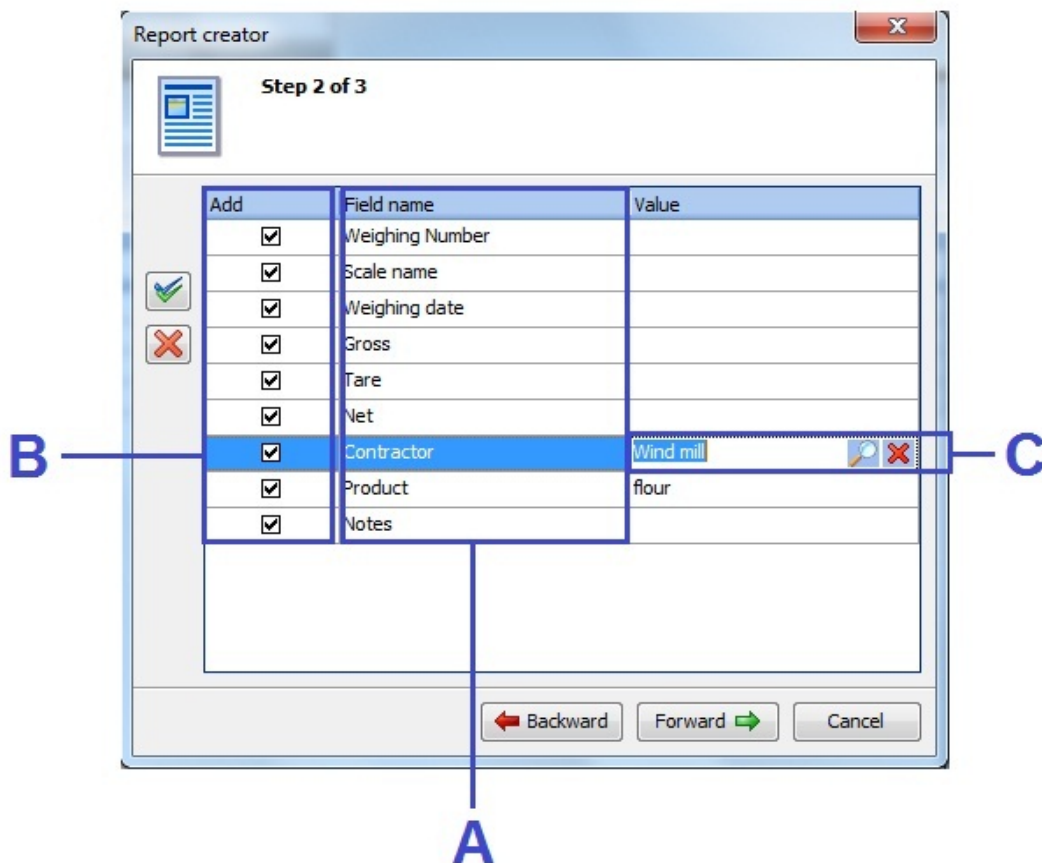 Report creator
Step 2 of 3
Add Field name Value
Weighing Number
Scale name
Weighing date
Gross
Tare
Net
B Contractor Wind mill C
Product flour
Notes
Backward Forward Cancel
A